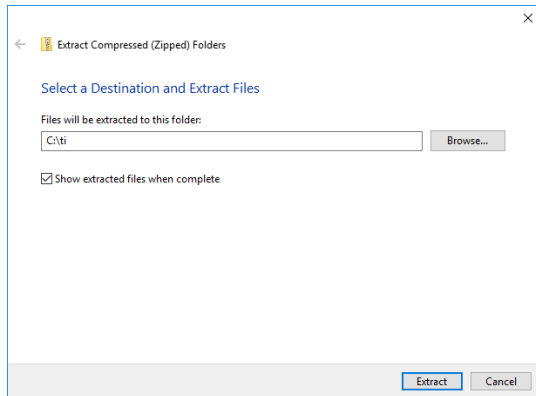 Extract Compressed (Zipped) Folders
Select a Destination and Extract Files
Files will be extracted to this folder:
C:\ti
Browse...
Show extracted files when complete
Extract
Cancel